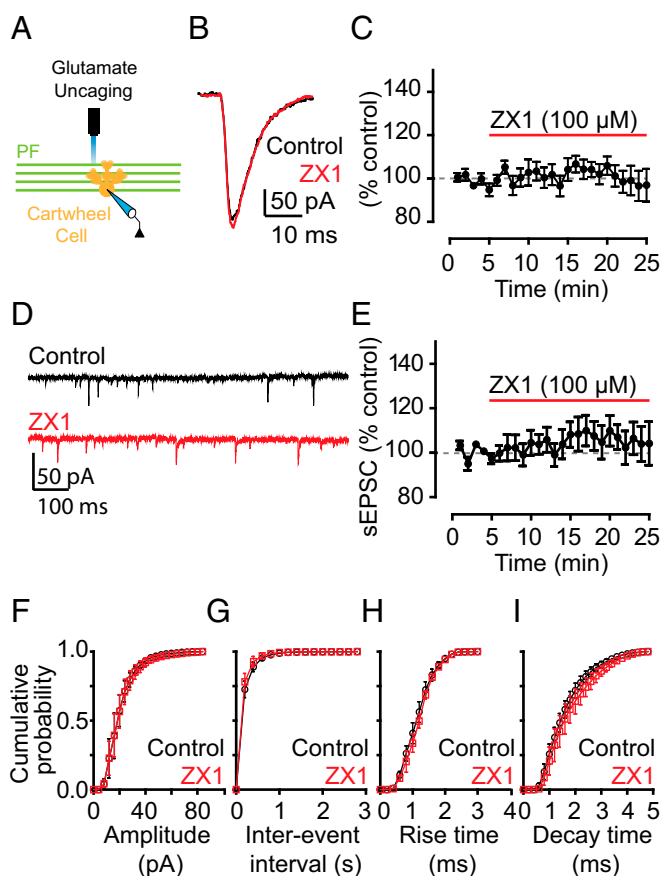 A
Glutamate
Uncaging
PF
Cartwheel
Cell
B
Control
ZX1
50 pA
10 ms
C
(% control)
140
120
100
80
ZX1 (100 µM)
0 5 10 15 20 25
Time (min)
D
Control
ZX1
50 pA
100 ms
E
sEPSC (% control)
140
120
100
80
ZX1 (100 µM)
0 5 10 15 20 25
Time (min)
F
Cumulative
probability
1.0
0.5
0.0
Control
ZX1
0 40 80
Amplitude
(pA)
G
Control
ZX1
0 1 2 3
Inter-event
interval (s)
H
Control
ZX1
0 1 2 3 4
Rise time
(ms)
I
Control
ZX1
0 1 2 3 4 5
Decay time
(ms)